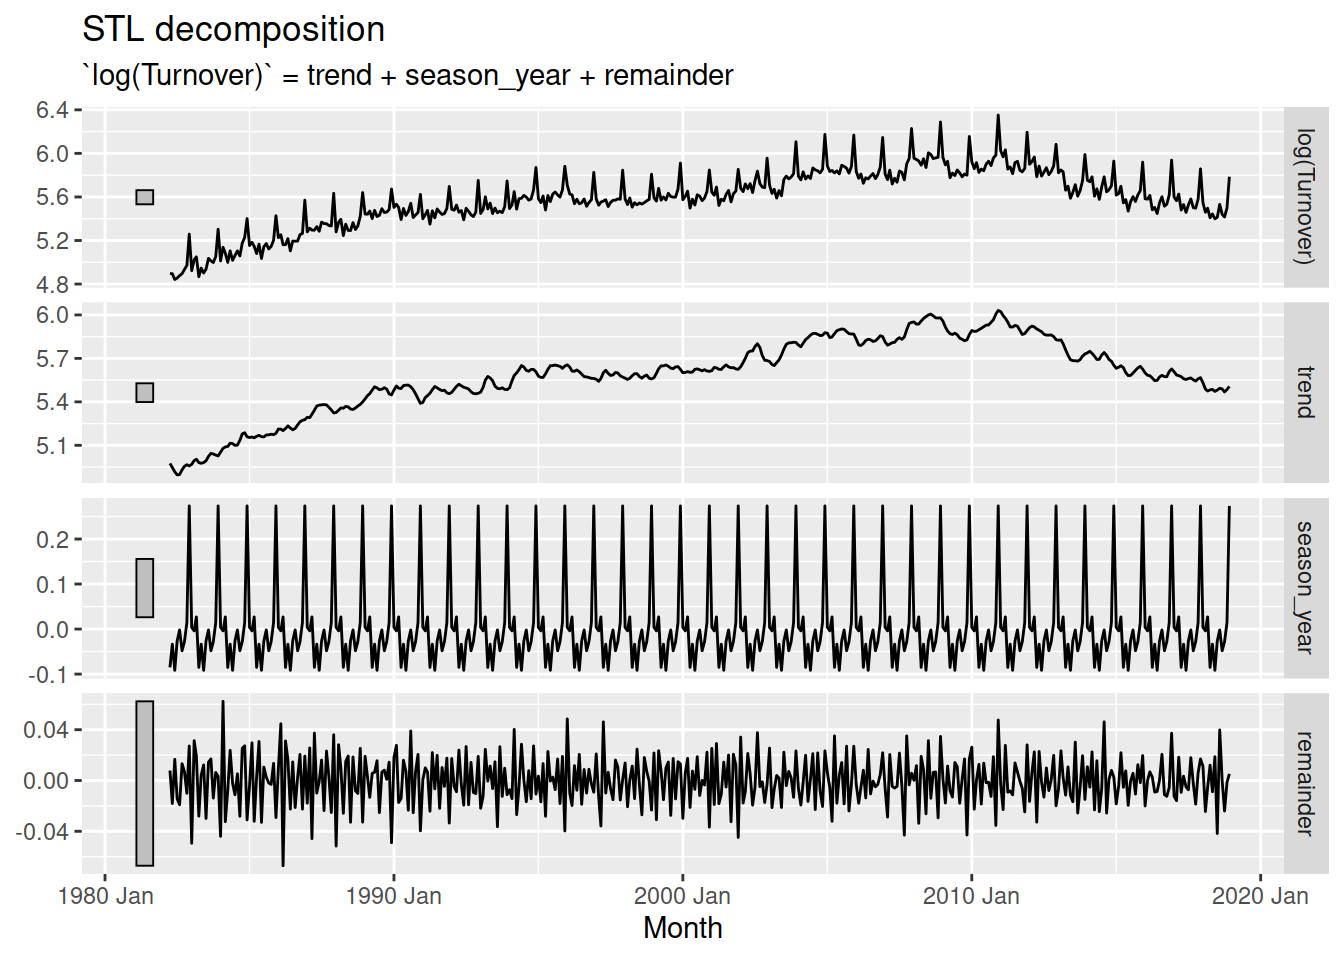 STL decomposition
`log(Turnover)` = trend + season_year + remainder
6.4
6.0
5.6
5.2
4.8
log(Turnover)
6.0
5.7
5.4
5.1
trend
0.2
0.1
0.0
-0.1
season_year
0.04
0.00
-0.04
remainder
1980 Jan 1990 Jan 2000 Jan 2010 Jan 2020 Jan
Month